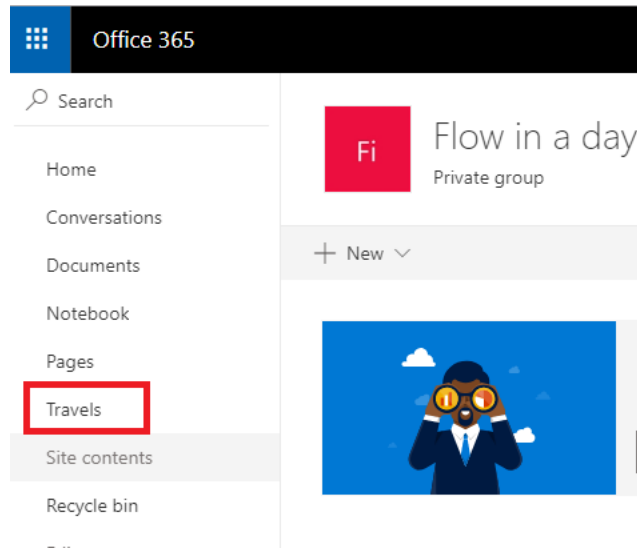 Office 365
Search
Home
Conversations
Documents
Notebook
Pages
Travels
Site contents
Recycle bin
Fi
Flow in a day
Private group
New